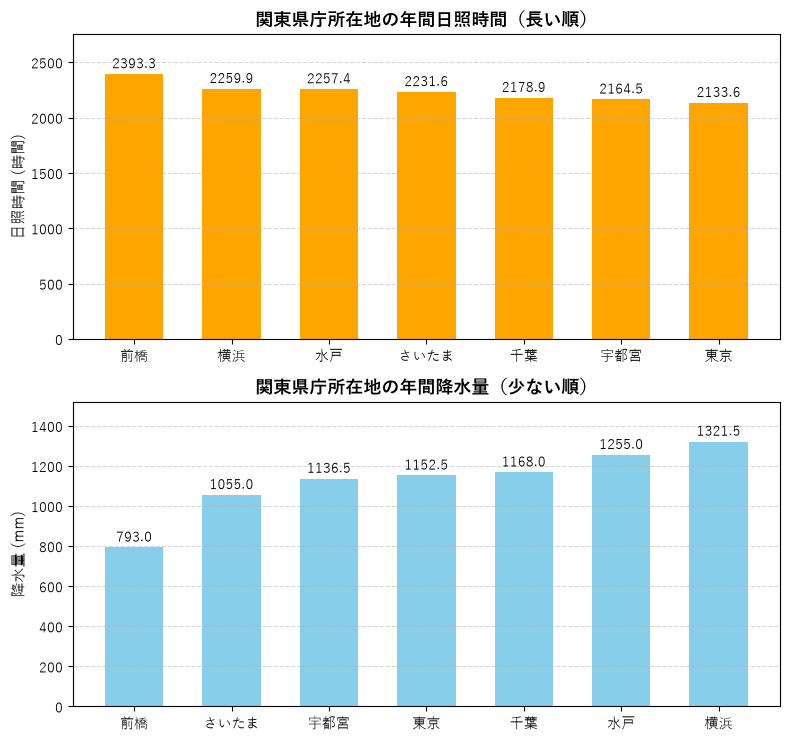 関東県庁所在地の年間日照時間（長い順）
日照時間 (時間)
2500
2000
1500
1000
500
0
2393.3
2259.9
2257.4
2231.6
2178.9
2164.5
2133.6
前橋
横浜
水戸
さいたま
千葉
宇都宮
東京
関東県庁所在地の年間降水量（少ない順）
降水量 (mm)
1400
1200
1000
800
600
400
200
0
793.0
1055.0
1136.5
1152.5
1168.0
1255.0
1321.5
前橋
さいたま
宇都宮
東京
千葉
水戸
横浜